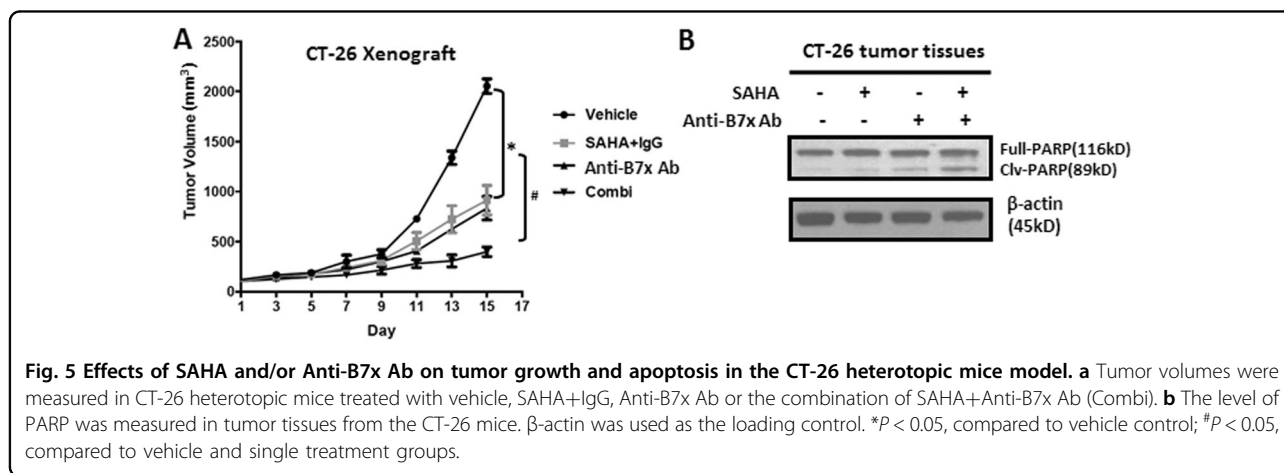 A
CT-26 Xenograft
Tumor Volume (mm³)
2500
2000
1500
1000
500
0
1 3 5 7 9 11 13 15 17
Day
*
#
Vehicle
SAHA+IgG
Anti-B7x Ab
Combi
B
CT-26 tumor tissues
SAHA - + - +
Anti-B7x Ab - - + +
Full-PARP(116kD)
Clv-PARP(89kD)
β-actin
(45kD)
Fig. 5 Effects of SAHA and/or Anti-B7x Ab on tumor growth and apoptosis in the CT-26 heterotopic mice model. a Tumor volumes were
measured in CT-26 heterotopic mice treated with vehicle, SAHA+IgG, Anti-B7x Ab or the combination of SAHA+Anti-B7x Ab (Combi). b The level of
PARP was measured in tumor tissues from the CT-26 mice. β-actin was used as the loading control. *P < 0.05, compared to vehicle control; #P < 0.05,
compared to vehicle and single treatment groups.